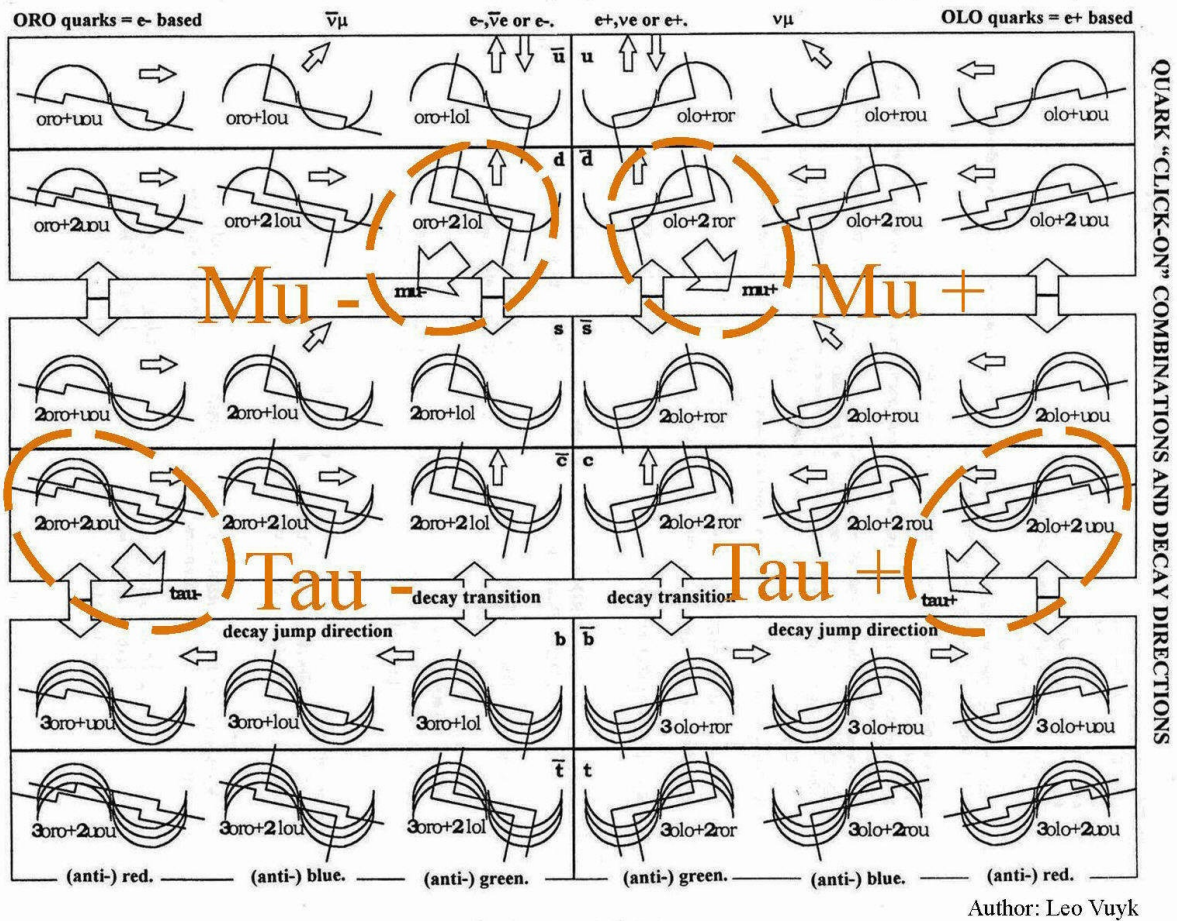 ORO quarks = e- based
ν̅μ
e-,ν̅e or e-.
e+,νe or e+.
νμ
OLO quarks = e+ based
u̅
u
oro+uou
oro+lou
oro+lol
olo+ror
olo+rou
olo+uou
d
d̅
oro+2uou
oro+2lou
oro+2lol
olo+2ror
olo+2rou
olo+2uou
mu-
mu+
Mu -
Mu +
s
s̅
2oro+uou
2oro+lou
2oro+lol
2olo+ror
2olo+rou
2olo+uou
c̅
c
2oro+2uou
2oro+2lou
2oro+2lol
2olo+2ror
2olo+2rou
2olo+2uou
tau-
Tau -
decay transition
decay transition
Tau +
tau+
decay jump direction
decay jump direction
b
b̅
3oro+uou
3oro+lou
3oro+lol
3olo+ror
3olo+rou
3olo+uou
t̅
t
3oro+2uou
3oro+2lou
3oro+2lol
3olo+2ror
3olo+2rou
3olo+2uou
(anti-) red.
(anti-) blue.
(anti-) green.
(anti-) green.
(anti-) blue.
(anti-) red.
QUARK "CLICK-ON" COMBINATIONS AND DECAY DIRECTIONS
Author: Leo Vuyk